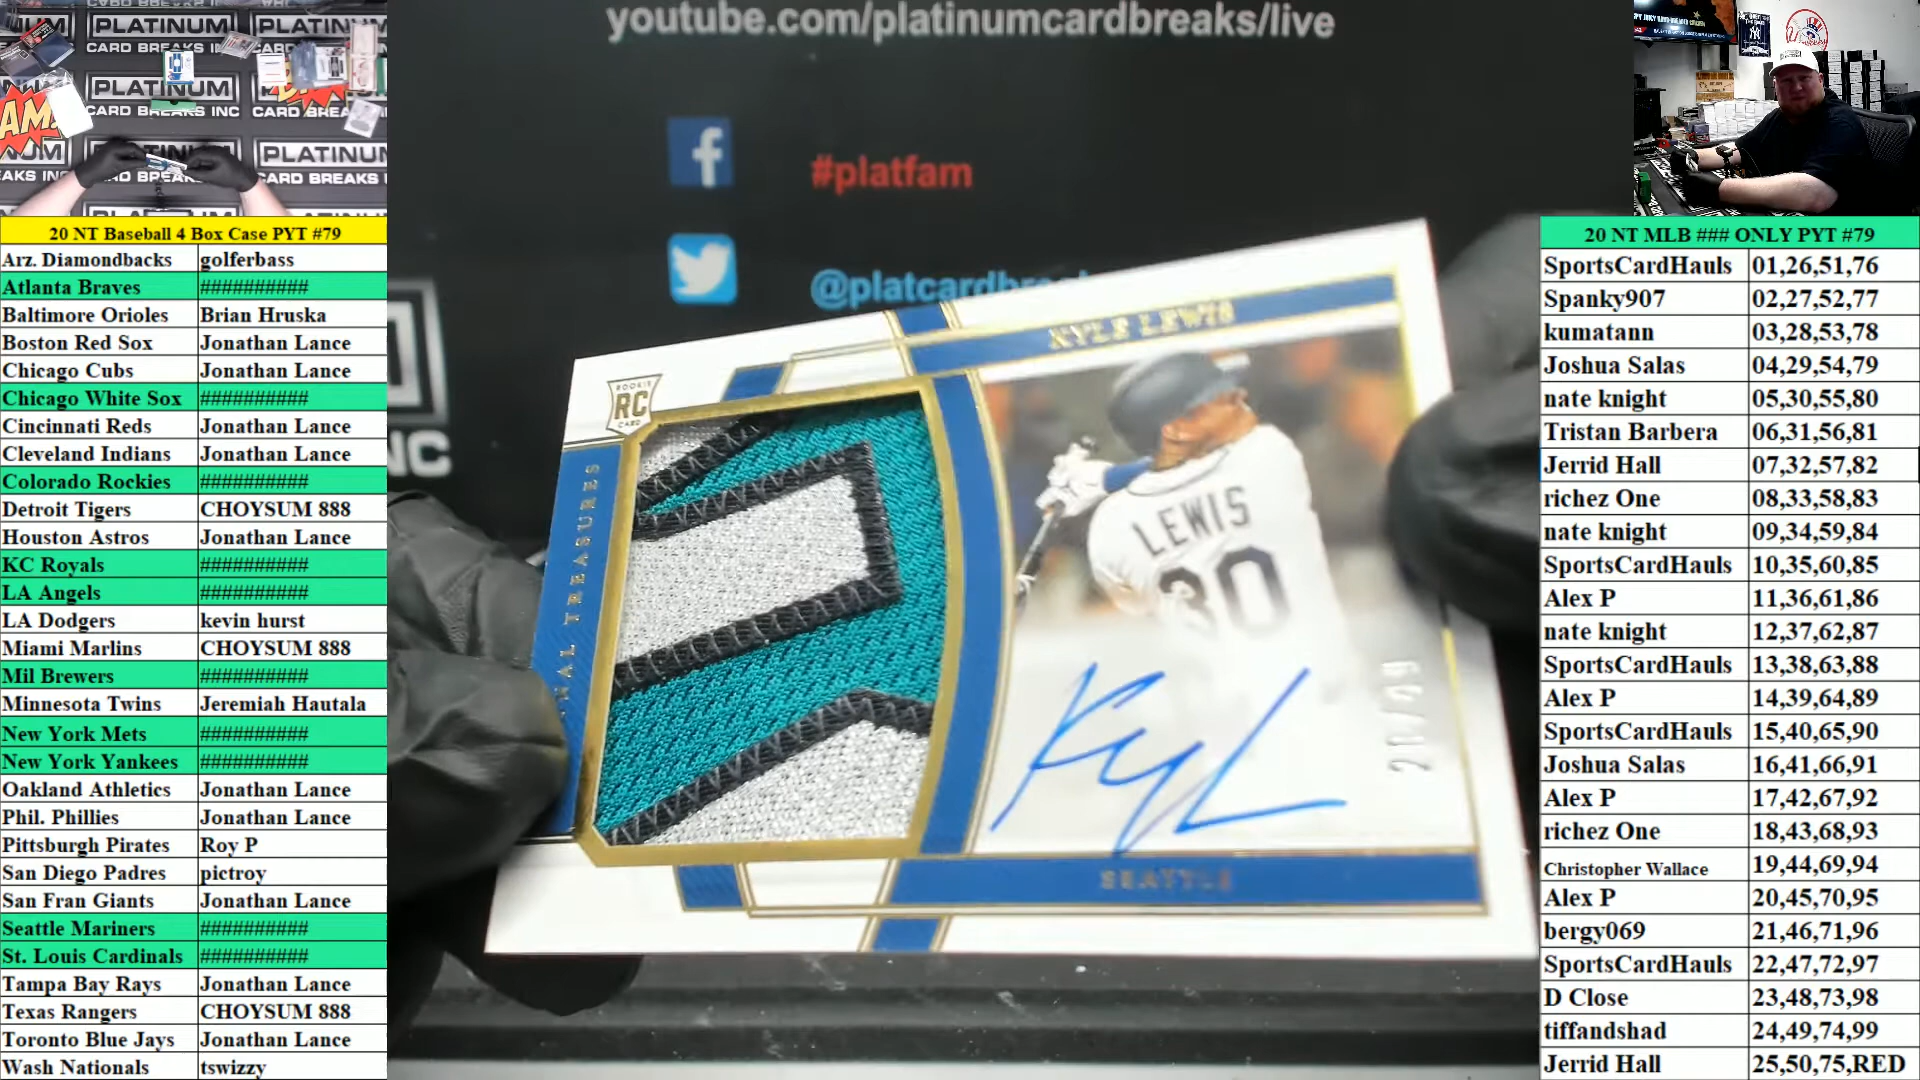 youtube.com/platinumcardbreaks/live
#platfam
PLATINUM
CARD BREAKS INC
20 NT Baseball 4 Box Case PYT #79
Arz. Diamondbacks golferbass
Atlanta Braves ##########
Baltimore Orioles Brian Hruska
Boston Red Sox Jonathan Lance
Chicago Cubs Jonathan Lance
Chicago White Sox ##########
Cincinnati Reds Jonathan Lance
Cleveland Indians Jonathan Lance
Colorado Rockies ##########
Detroit Tigers CHOYSUM 888
Houston Astros Jonathan Lance
KC Royals ##########
LA Angels ##########
LA Dodgers kevin hurst
Miami Marlins CHOYSUM 888
Mil Brewers ##########
Minnesota Twins Jeremiah Hautala
New York Mets ##########
New York Yankees ##########
Oakland Athletics Jonathan Lance
Phil. Phillies Jonathan Lance
Pittsburgh Pirates Roy P
San Diego Padres pictroy
San Fran Giants Jonathan Lance
Seattle Mariners ##########
St. Louis Cardinals ##########
Tampa Bay Rays Jonathan Lance
Texas Rangers CHOYSUM 888
Toronto Blue Jays Jonathan Lance
Wash Nationals tswizzy
KYLE LEWIS
ROOKIE
RC
CARD
TREASURES
LEWIS
30
SEATTLE
20 NT MLB ### ONLY PYT #79
SportsCardHauls 01,26,51,76
Spanky907 02,27,52,77
kumatann 03,28,53,78
Joshua Salas 04,29,54,79
nate knight 05,30,55,80
Tristan Barbera 06,31,56,81
Jerrid Hall 07,32,57,82
richez One 08,33,58,83
nate knight 09,34,59,84
SportsCardHauls 10,35,60,85
Alex P 11,36,61,86
nate knight 12,37,62,87
SportsCardHauls 13,38,63,88
Alex P 14,39,64,89
SportsCardHauls 15,40,65,90
Joshua Salas 16,41,66,91
Alex P 17,42,67,92
richez One 18,43,68,93
Christopher Wallace 19,44,69,94
Alex P 20,45,70,95
bergy069 21,46,71,96
SportsCardHauls 22,47,72,97
D Close 23,48,73,98
tiffandshad 24,49,74,99
Jerrid Hall 25,50,75,RED